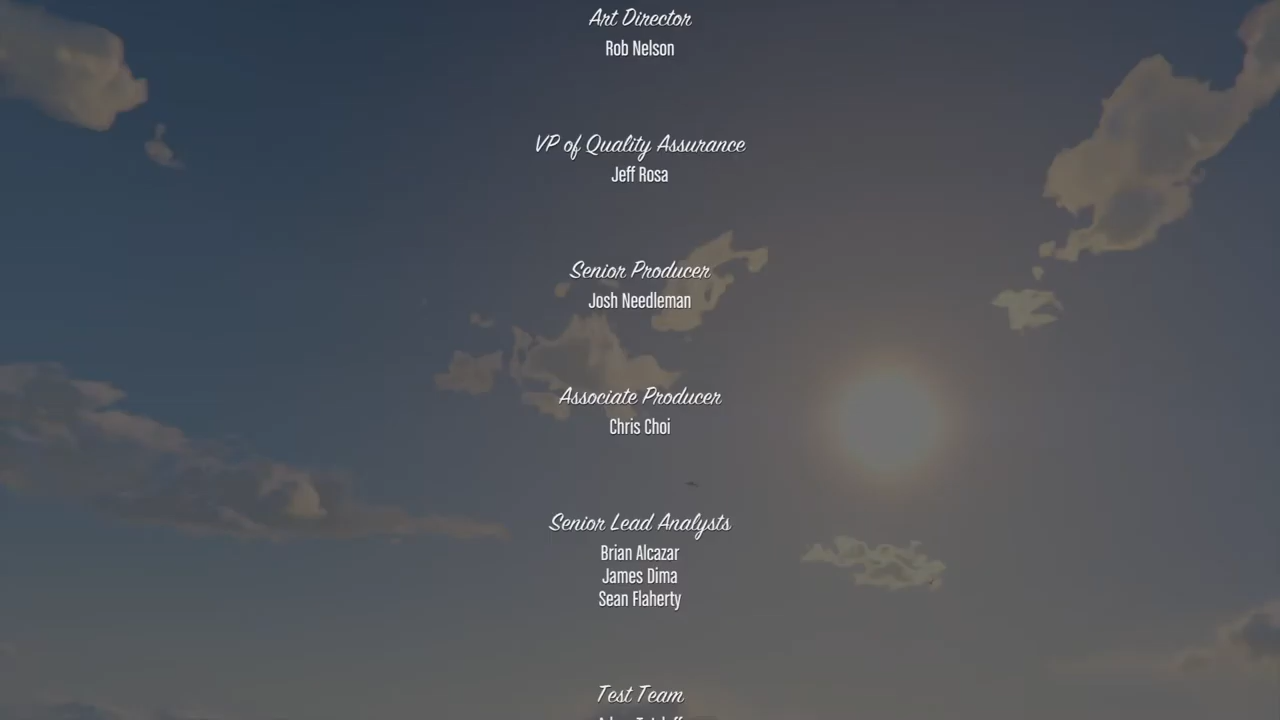 Art Director
Rob Nelson
VP of Quality Assurance
Jeff Rosa
Senior Producer
Josh Needleman
Associate Producer
Chris Choi
Senior Lead Analysts
Brian Alcazar
James Dima
Sean Flaherty
Test Team